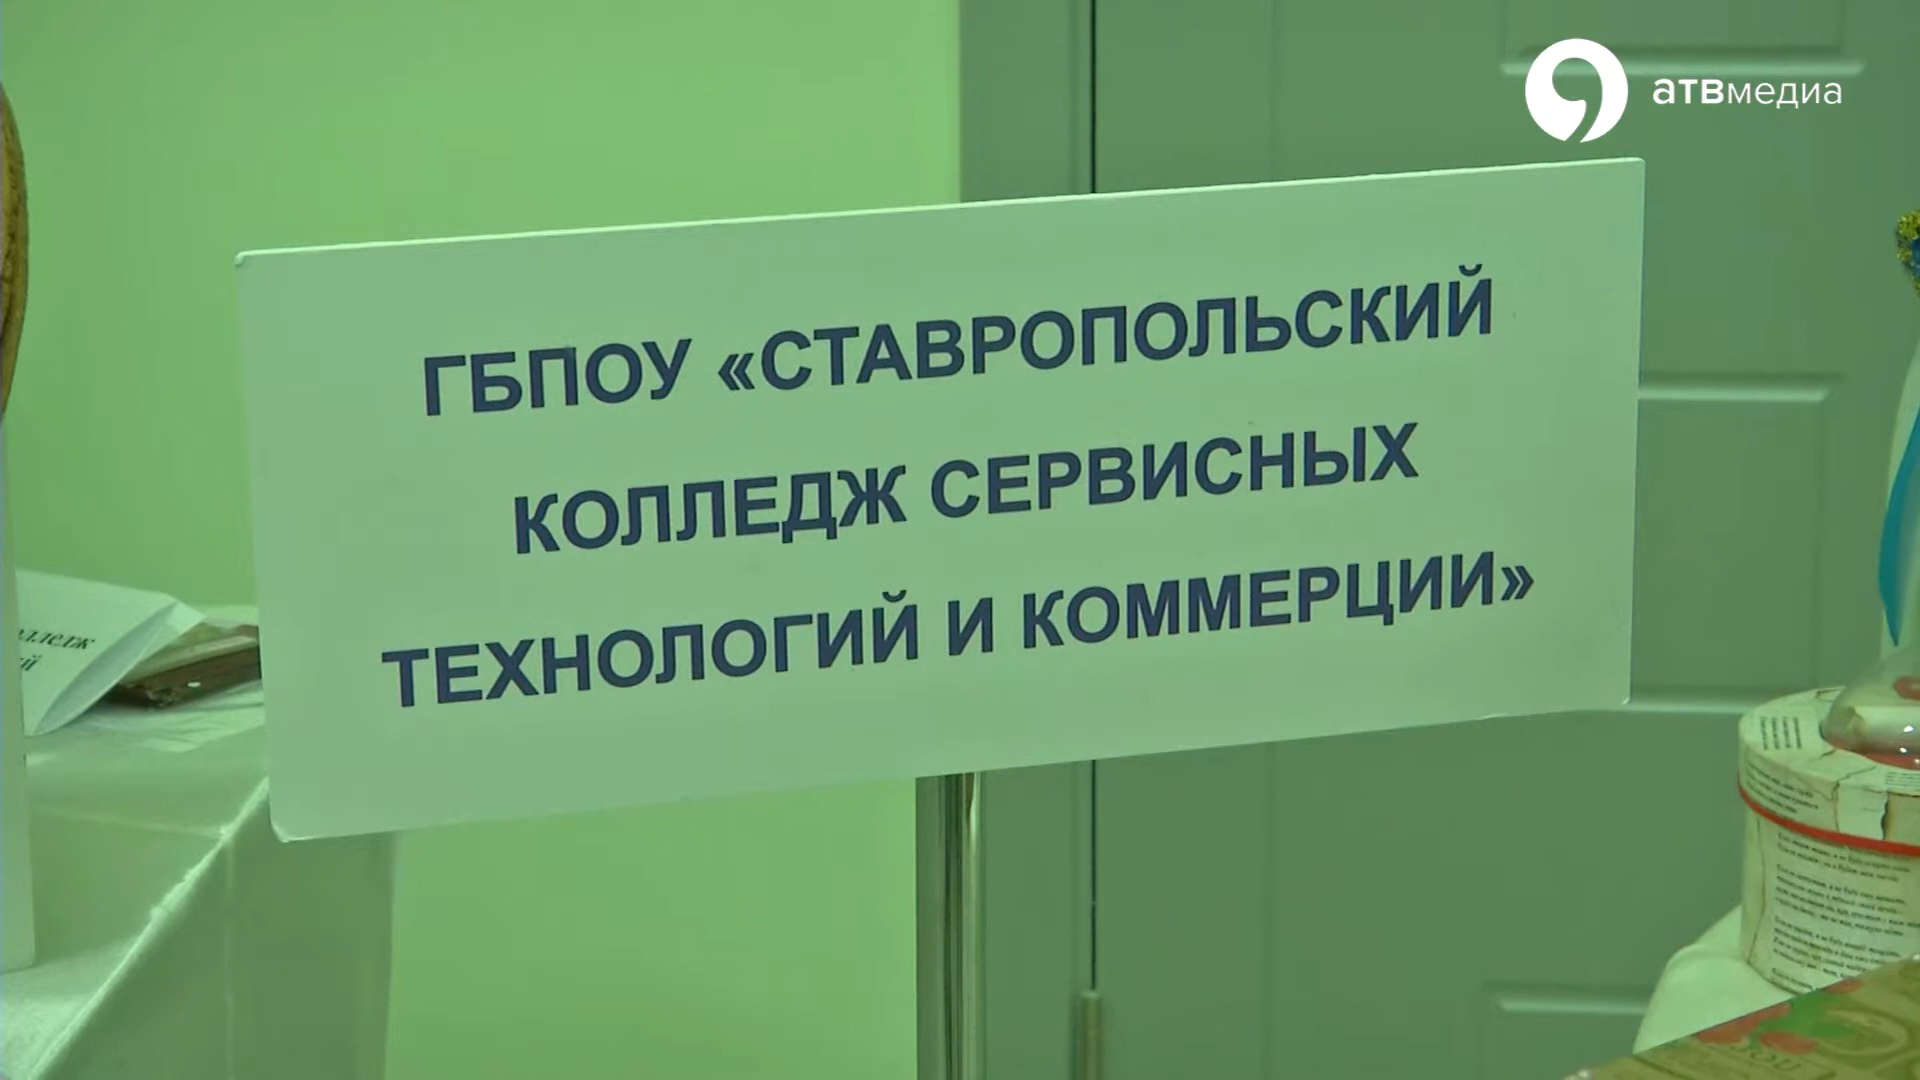 атвмедиа
ГБПОУ «СТАВРОПОЛЬСКИЙ
КОЛЛЕДЖ СЕРВИСНЫХ
ТЕХНОЛОГИЙ И КОММЕРЦИИ»